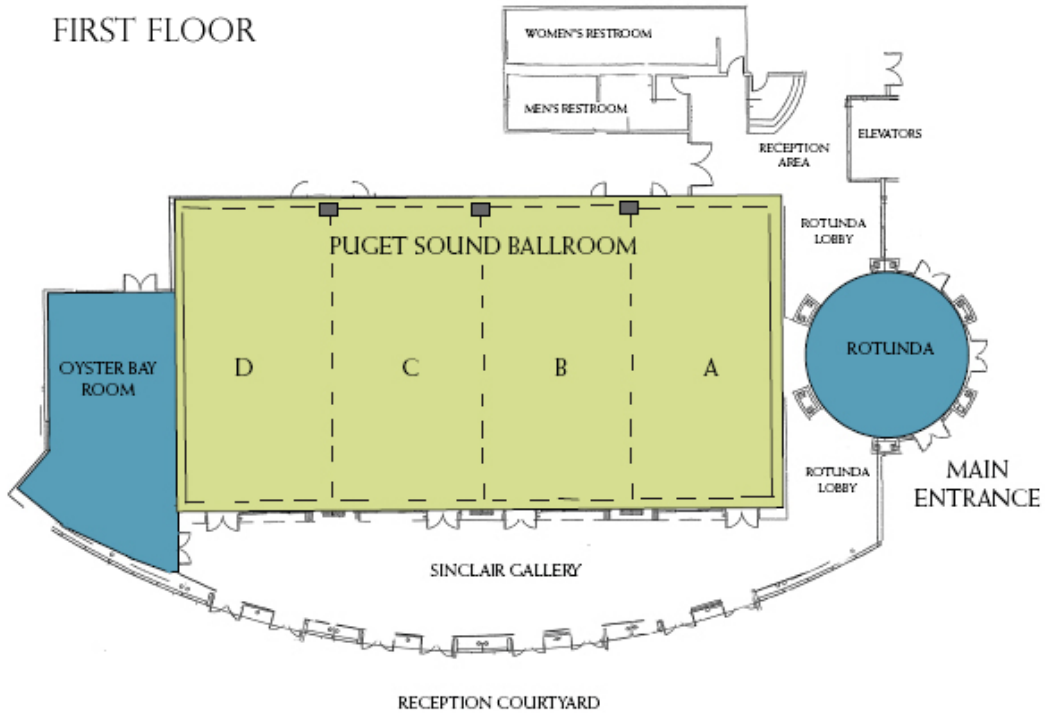 FIRST FLOOR
WOMEN'S RESTROOM
MEN'S RESTROOM
ELEVATORS
RECEPTION
AREA
ROTUNDA
LOBBY
PUGET SOUND BALLROOM
OYSTER BAY
ROOM
D
C
B
A
ROTUNDA
ROTUNDA
LOBBY
MAIN
ENTRANCE
SINCLAIR GALLERY
RECEPTION COURTYARD